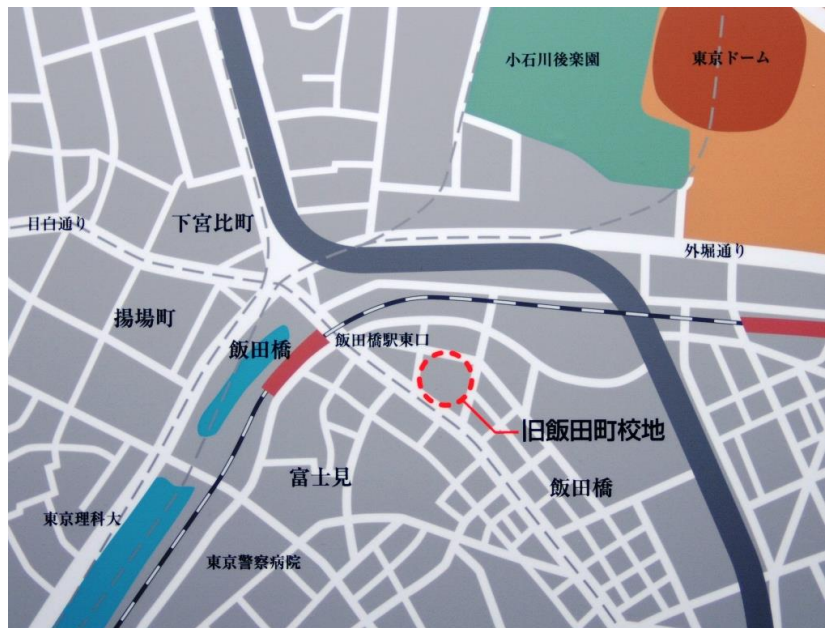 小石川後楽園
東京ドーム
目白通り
下宮比町
外堀通り
揚場町
飯田橋
飯田橋駅東口
旧飯田町校地
富士見
飯田橋
東京理科大
東京警察病院